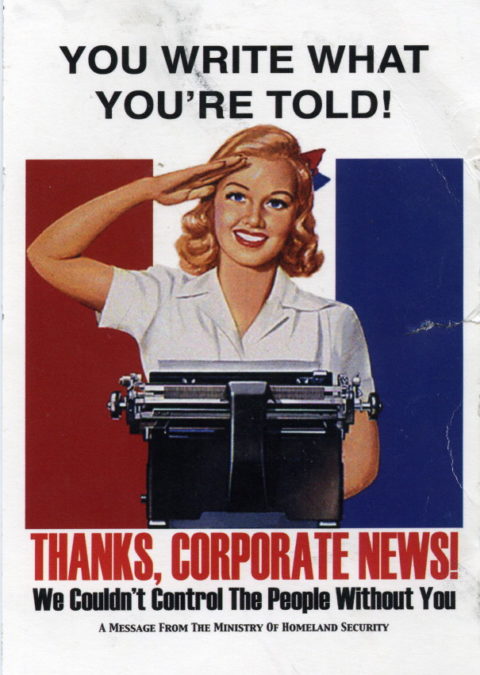 YOU WRITE WHAT
YOU'RE TOLD!
THANKS, CORPORATE NEWS!
We Couldn't Control The People Without You
A MESSAGE FROM THE MINISTRY OF HOMELAND SECURITY